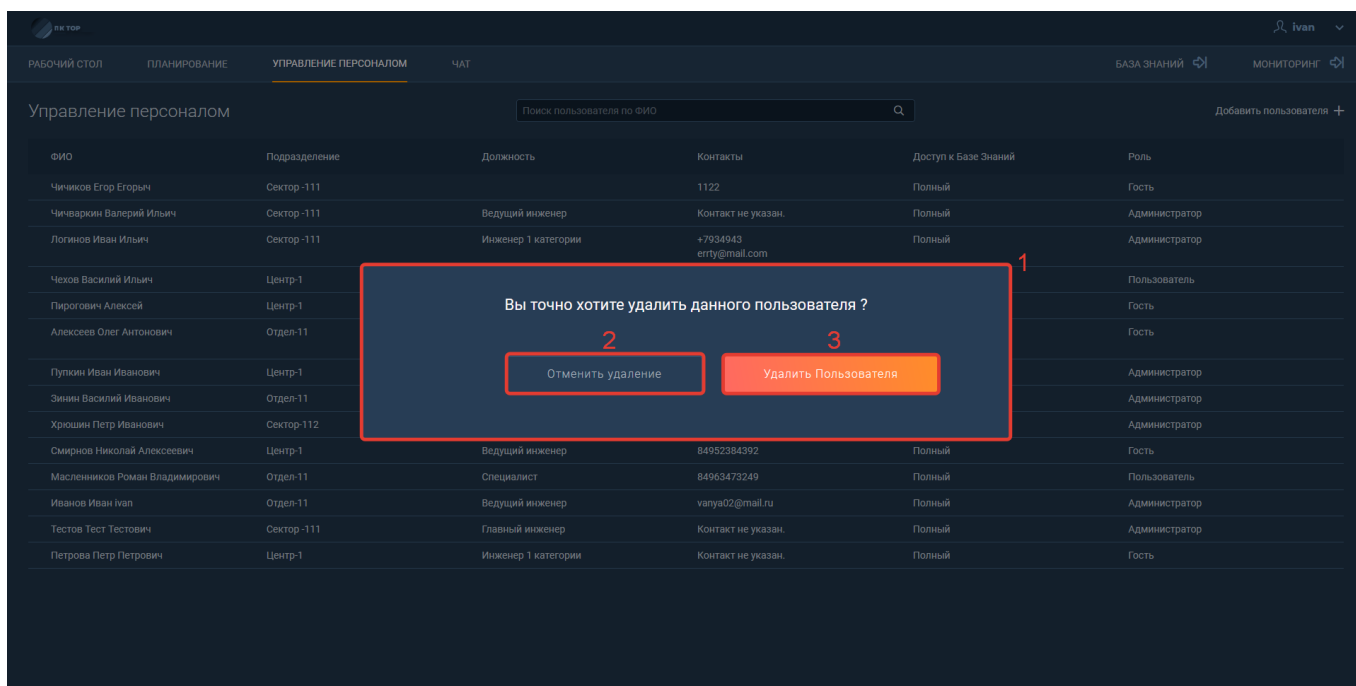 ПК ТОР
ivan
РАБОЧИЙ СТОЛ ПЛАНИРОВАНИЕ УПРАВЛЕНИЕ ПЕРСОНАЛОМ ЧАТ БАЗА ЗНАНИЙ МОНИТОРИНГ
Управление персоналом Поиск пользователя по ФИО Добавить пользователя +
ФИО Подразделение Должность Контакты Доступ к Базе Знаний Роль
Чичиков Егор Егорыч Сектор -111 1122 Полный Гость
Чичваркин Валерий Ильич Сектор -111 Ведущий инженер Контакт не указан. Полный Администратор
Логинов Иван Ильич Сектор -111 Инженер 1 категории +7934943 Полный Администратор
errty@mail.com
1
Чехов Василий Ильич Центр-1 Пользователь
Пирогович Алексей Центр-1 Гость
Вы точно хотите удалить данного пользователя ?
Алексеев Олег Антонович Отдел-11 Гость
2 3
Отменить удаление Удалить Пользователя
Пупкин Иван Иванович Центр-1 Администратор
Зинин Василий Иванович Отдел-11 Администратор
Хрюшин Петр Иванович Сектор-112 Администратор
Смирнов Николай Алексеевич Центр-1 Ведущий инженер 84952384392 Полный Гость
Масленников Роман Владимирович Отдел-11 Специалист 84963473249 Полный Пользователь
Иванов Иван ivan Отдел-11 Ведущий инженер vanya02@mail.ru Полный Администратор
Тестов Тест Тестович Сектор -111 Главный инженер Контакт не указан. Полный Администратор
Петрова Петр Петрович Центр-1 Инженер 1 категории Контакт не указан. Полный Гость